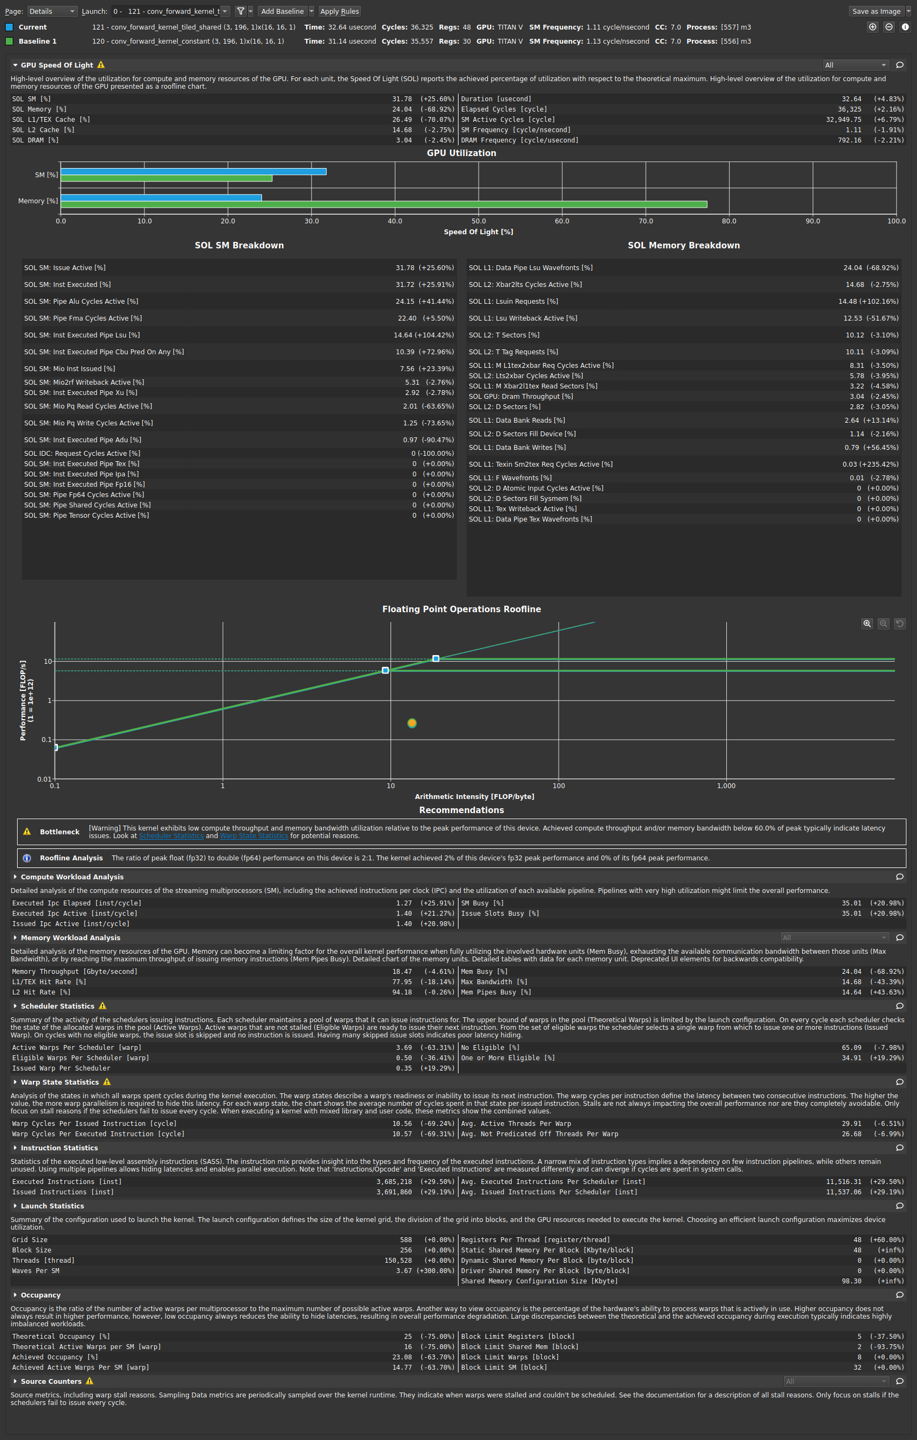 Page: Details Launch: 0 - 121 - conv_forward_kernel_t Add Baseline Apply Rules Save as Image
Current 121 - conv_forward_kernel_tiled_shared (3, 196, 1)x(16, 16, 1) Time: 32.64 usecond Cycles: 36,325 Regs: 48 GPU: TITAN V SM Frequency: 1.11 cycle/nsecond CC: 7.0 Process: [557] m3
Baseline 1 120 - conv_forward_kernel_constant (3, 196, 1)x(16, 16, 1) Time: 31.14 usecond Cycles: 35,557 Regs: 30 GPU: TITAN V SM Frequency: 1.13 cycle/nsecond CC: 7.0 Process: [556] m3
GPU Speed Of Light All
High-level overview of the utilization for compute and memory resources of the GPU. For each unit, the Speed Of Light (SOL) reports the achieved percentage of utilization with respect to the theoretical maximum. High-level overview of the utilization for compute and
memory resources of the GPU presented as a roofline chart.
SOL SM [%] 31.78 (+25.60%) Duration [usecond] 32.64 (+4.83%)
SOL Memory [%] 24.04 (-68.92%) Elapsed Cycles [cycle] 36,325 (+2.16%)
SOL L1/TEX Cache [%] 26.49 (-70.07%) SM Active Cycles [cycle] 32,949.75 (+6.79%)
SOL L2 Cache [%] 14.68 (-2.75%) SM Frequency [cycle/nsecond] 1.11 (-1.91%)
SOL DRAM [%] 3.04 (-2.45%) DRAM Frequency [cycle/usecond] 792.16 (-2.21%)
GPU Utilization
SM [%]
Memory [%]
0.0 10.0 20.0 30.0 40.0 50.0 60.0 70.0 80.0 90.0 100.0
Speed Of Light [%]
SOL SM Breakdown
SOL SM: Issue Active [%] 31.78 (+25.60%)
SOL SM: Inst Executed [%] 31.72 (+25.91%)
SOL SM: Pipe Alu Cycles Active [%] 24.15 (+41.44%)
SOL SM: Pipe Fma Cycles Active [%] 22.40 (+5.50%)
SOL SM: Inst Executed Pipe Lsu [%] 14.64 (+104.42%)
SOL SM: Inst Executed Pipe Cbu Pred On Any [%] 10.39 (+72.96%)
SOL SM: Mio Inst Issued [%] 7.56 (+23.39%)
SOL SM: Mio2rf Writeback Active [%] 5.31 (-2.76%)
SOL SM: Inst Executed Pipe Xu [%] 2.92 (-2.78%)
SOL SM: Mio Pq Read Cycles Active [%] 2.01 (-63.65%)
SOL SM: Mio Pq Write Cycles Active [%] 1.25 (-73.65%)
SOL SM: Inst Executed Pipe Adu [%] 0.97 (-90.47%)
SOL IDC: Request Cycles Active [%] 0 (-100.00%)
SOL SM: Inst Executed Pipe Tex [%] 0 (+0.00%)
SOL SM: Inst Executed Pipe Ipa [%] 0 (+0.00%)
SOL SM: Inst Executed Pipe Fp16 [%] 0 (+0.00%)
SOL SM: Pipe Fp64 Cycles Active [%] 0 (+0.00%)
SOL SM: Pipe Shared Cycles Active [%] 0 (+0.00%)
SOL SM: Pipe Tensor Cycles Active [%] 0 (+0.00%)
SOL Memory Breakdown
SOL L1: Data Pipe Lsu Wavefronts [%] 24.04 (-68.92%)
SOL L2: Xbar2lts Cycles Active [%] 14.68 (-2.75%)
SOL L1: Lsuin Requests [%] 14.48 (+102.16%)
SOL L1: Lsu Writeback Active [%] 12.53 (-51.67%)
SOL L2: T Sectors [%] 10.12 (-3.10%)
SOL L2: T Tag Requests [%] 10.11 (-3.09%)
SOL L1: M L1tex2xbar Req Cycles Active [%] 8.31 (-3.50%)
SOL L2: Lts2xbar Cycles Active [%] 5.78 (-3.95%)
SOL L1: M Xbar2l1tex Read Sectors [%] 3.22 (-4.58%)
SOL GPU: Dram Throughput [%] 3.04 (-2.45%)
SOL L2: D Sectors [%] 2.82 (-3.05%)
SOL L1: Data Bank Reads [%] 2.64 (+13.14%)
SOL L2: D Sectors Fill Device [%] 1.14 (-2.16%)
SOL L1: Data Bank Writes [%] 0.79 (+56.45%)
SOL L1: Texin Sm2tex Req Cycles Active [%] 0.03 (+235.42%)
SOL L1: F Wavefronts [%] 0.01 (-2.78%)
SOL L2: D Atomic Input Cycles Active [%] 0 (+0.00%)
SOL L2: D Sectors Fill Sysmem [%] 0 (+0.00%)
SOL L1: Tex Writeback Active [%] 0 (+0.00%)
SOL L1: Data Pipe Tex Wavefronts [%] 0 (+0.00%)
Floating Point Operations Roofline
Performance [FLOP/s]
(1 = 1e+12)
10
1
0.1
0.01
0.1 1 10 100 1,000
Arithmetic Intensity [FLOP/byte]
Recommendations
Bottleneck [Warning] This kernel exhibits low compute throughput and memory bandwidth utilization relative to the peak performance of this device. Achieved compute throughput and/or memory bandwidth below 60.0% of peak typically indicate latency
issues. Look at Scheduler Statistics and Warp State Statistics for potential reasons.
Roofline Analysis The ratio of peak float (fp32) to double (fp64) performance on this device is 2:1. The kernel achieved 2% of this device's fp32 peak performance and 0% of its fp64 peak performance.
Compute Workload Analysis
Detailed analysis of the compute resources of the streaming multiprocessors (SM), including the achieved instructions per clock (IPC) and the utilization of each available pipeline. Pipelines with very high utilization might limit the overall performance.
Executed Ipc Elapsed [inst/cycle] 1.27 (+25.91%) SM Busy [%] 35.01 (+20.98%)
Executed Ipc Active [inst/cycle] 1.40 (+21.27%) Issue Slots Busy [%] 35.01 (+20.98%)
Issued Ipc Active [inst/cycle] 1.40 (+20.98%)
Memory Workload Analysis All
Detailed analysis of the memory resources of the GPU. Memory can become a limiting factor for the overall kernel performance when fully utilizing the involved hardware units (Mem Busy), exhausting the available communication bandwidth between those units (Max
Bandwidth), or by reaching the maximum throughput of issuing memory instructions (Mem Pipes Busy). Detailed chart of the memory units. Detailed tables with data for each memory unit. Deprecated UI elements for backwards compatibility.
Memory Throughput [Gbyte/second] 18.47 (-4.61%) Mem Busy [%] 24.04 (-68.92%)
L1/TEX Hit Rate [%] 77.95 (-18.14%) Max Bandwidth [%] 14.68 (-43.39%)
L2 Hit Rate [%] 94.18 (-0.26%) Mem Pipes Busy [%] 14.64 (+43.63%)
Scheduler Statistics
Summary of the activity of the schedulers issuing instructions. Each scheduler maintains a pool of warps that it can issue instructions for. The upper bound of warps in the pool (Theoretical Warps) is limited by the launch configuration. On every cycle each scheduler checks
the state of the allocated warps in the pool (Active Warps). Active warps that are not stalled (Eligible Warps) are ready to issue their next instruction. From the set of eligible warps the scheduler selects a single warp from which to issue one or more instructions (Issued
Warp). On cycles with no eligible warps, the issue slot is skipped and no instruction is issued. Having many skipped issue slots indicates poor latency hiding.
Active Warps Per Scheduler [warp] 3.69 (-63.31%) No Eligible [%] 65.09 (-7.98%)
Eligible Warps Per Scheduler [warp] 0.50 (-36.41%) One or More Eligible [%] 34.91 (+19.29%)
Issued Warp Per Scheduler 0.35 (+19.29%)
Warp State Statistics
Analysis of the states in which all warps spent cycles during the kernel execution. The warp states describe a warp's readiness or inability to issue its next instruction. The warp cycles per instruction define the latency between two consecutive instructions. The higher the
value, the more warp parallelism is required to hide this latency. For each warp state, the chart shows the average number of cycles spent in that state per issued instruction. Stalls are not always impacting the overall performance nor are they completely avoidable. Only
focus on stall reasons if the schedulers fail to issue every cycle. When executing a kernel with mixed library and user code, these metrics show the combined values.
Warp Cycles Per Issued Instruction [cycle] 10.56 (-69.24%) Avg. Active Threads Per Warp 29.91 (-6.51%)
Warp Cycles Per Executed Instruction [cycle] 10.57 (-69.31%) Avg. Not Predicated Off Threads Per Warp 26.68 (-6.99%)
Instruction Statistics
Statistics of the executed low-level assembly instructions (SASS). The instruction mix provides insight into the types and frequency of the executed instructions. A narrow mix of instruction types implies a dependency on few instruction pipelines, while others remain
unused. Using multiple pipelines allows hiding latencies and enables parallel execution. Note that 'Instructions/Opcode' and 'Executed Instructions' are measured differently and can diverge if cycles are spent in system calls.
Executed Instructions [inst] 3,685,218 (+29.50%) Avg. Executed Instructions Per Scheduler [inst] 11,516.31 (+29.50%)
Issued Instructions [inst] 3,691,860 (+29.19%) Avg. Issued Instructions Per Scheduler [inst] 11,537.06 (+29.19%)
Launch Statistics
Summary of the configuration used to launch the kernel. The launch configuration defines the size of the kernel grid, the division of the grid into blocks, and the GPU resources needed to execute the kernel. Choosing an efficient launch configuration maximizes device
utilization.
Grid Size 588 (+0.00%) Registers Per Thread [register/thread] 48 (+60.00%)
Block Size 256 (+0.00%) Static Shared Memory Per Block [Kbyte/block] 48 (+inf%)
Threads [thread] 150,528 (+0.00%) Dynamic Shared Memory Per Block [byte/block] 0 (+0.00%)
Waves Per SM 3.67 (+300.00%) Driver Shared Memory Per Block [byte/block] 0 (+0.00%)
Shared Memory Configuration Size [Kbyte] 98.30 (+inf%)
Occupancy
Occupancy is the ratio of the number of active warps per multiprocessor to the maximum number of possible active warps. Another way to view occupancy is the percentage of the hardware's ability to process warps that is actively in use. Higher occupancy does not
always result in higher performance, however, low occupancy always reduces the ability to hide latencies, resulting in overall performance degradation. Large discrepancies between the theoretical and the achieved occupancy during execution typically indicates highly
imbalanced workloads.
Theoretical Occupancy [%] 25 (-75.00%) Block Limit Registers [block] 5 (-37.50%)
Theoretical Active Warps per SM [warp] 16 (-75.00%) Block Limit Shared Mem [block] 2 (-93.75%)
Achieved Occupancy [%] 23.08 (-63.70%) Block Limit Warps [block] 8 (+0.00%)
Achieved Active Warps Per SM [warp] 14.77 (-63.70%) Block Limit SM [block] 32 (+0.00%)
Source Counters All
Source metrics, including warp stall reasons. Sampling Data metrics are periodically sampled over the kernel runtime. They indicate when warps were stalled and couldn't be scheduled. See the documentation for a description of all stall reasons. Only focus on stalls if the
schedulers fail to issue every cycle.